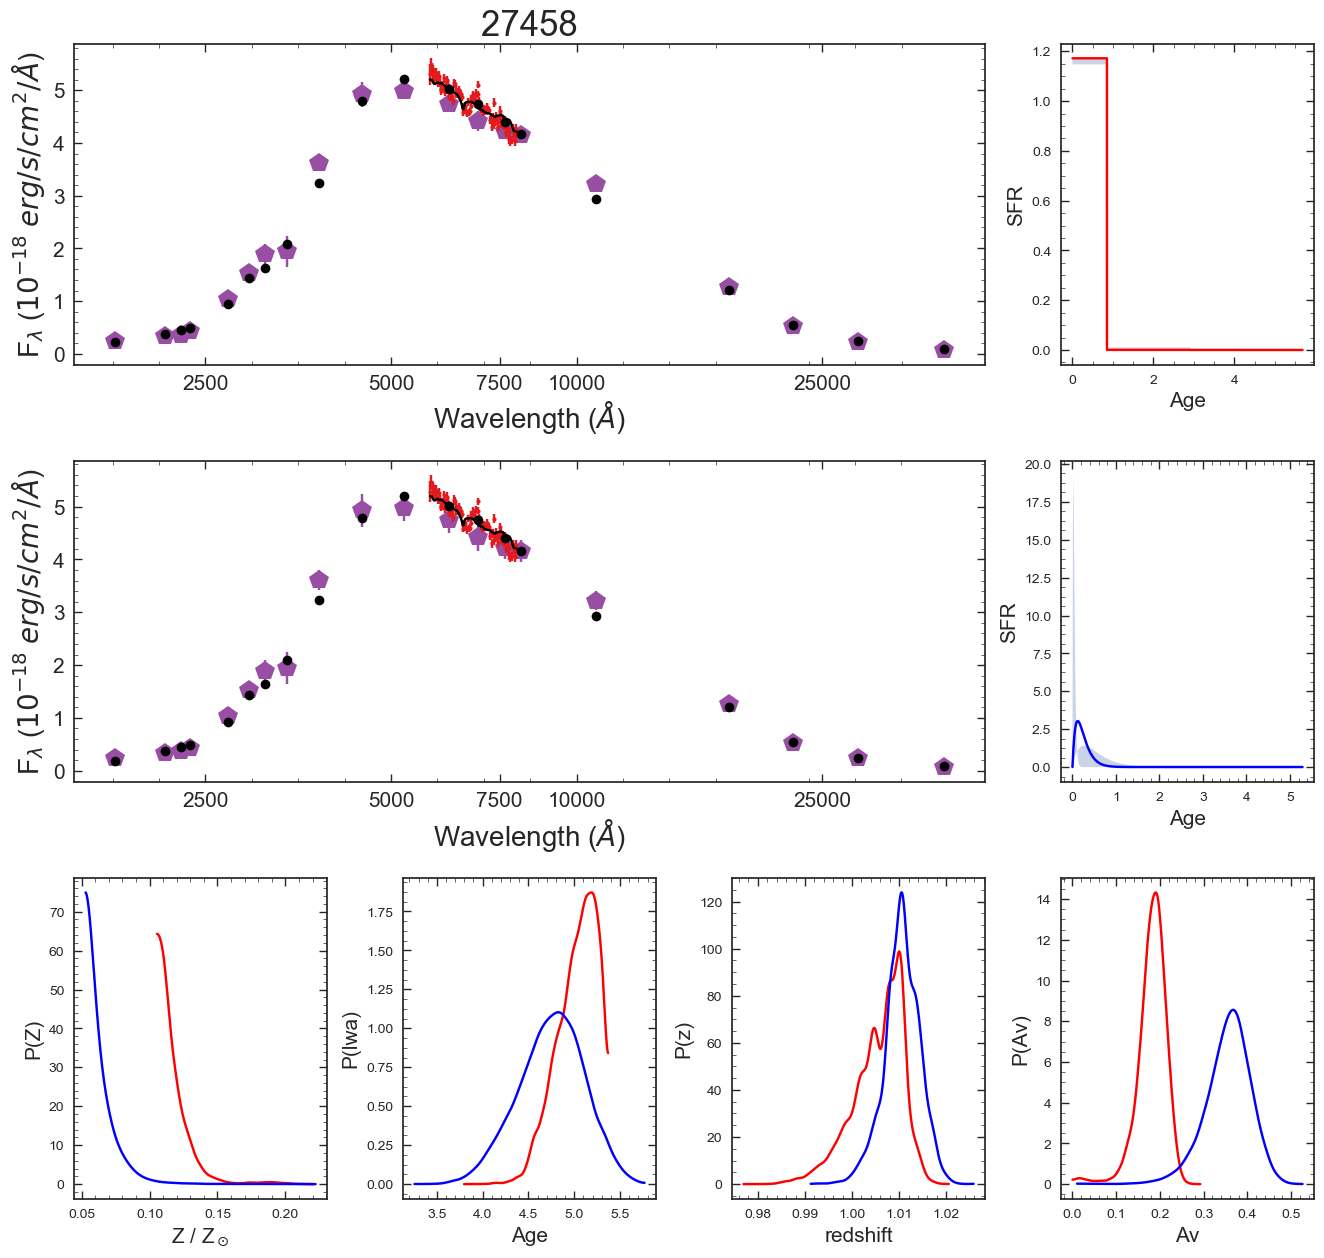 27458
F_λ (10^−18 erg/s/cm^2/Å)
5
4
3
2
1
0
2500 5000 7500 10000 25000
Wavelength (Å)
SFR
1.2
1.0
0.8
0.6
0.4
0.2
0.0
0 2 4
Age
F_λ (10^−18 erg/s/cm^2/Å)
5
4
3
2
1
0
2500 5000 7500 10000 25000
Wavelength (Å)
SFR
20.0
17.5
15.0
12.5
10.0
7.5
5.0
2.5
0.0
0 1 2 3 4 5
Age
P(Z)
70
60
50
40
30
20
10
0
0.05 0.10 0.15 0.20
Z / Z_⊙
P(lwa)
1.75
1.50
1.25
1.00
0.75
0.50
0.25
0.00
3.5 4.0 4.5 5.0 5.5
Age
P(z)
120
100
80
60
40
20
0
0.98 0.99 1.00 1.01 1.02
redshift
P(Av)
14
12
10
8
6
4
2
0
0.0 0.1 0.2 0.3 0.4 0.5
Av